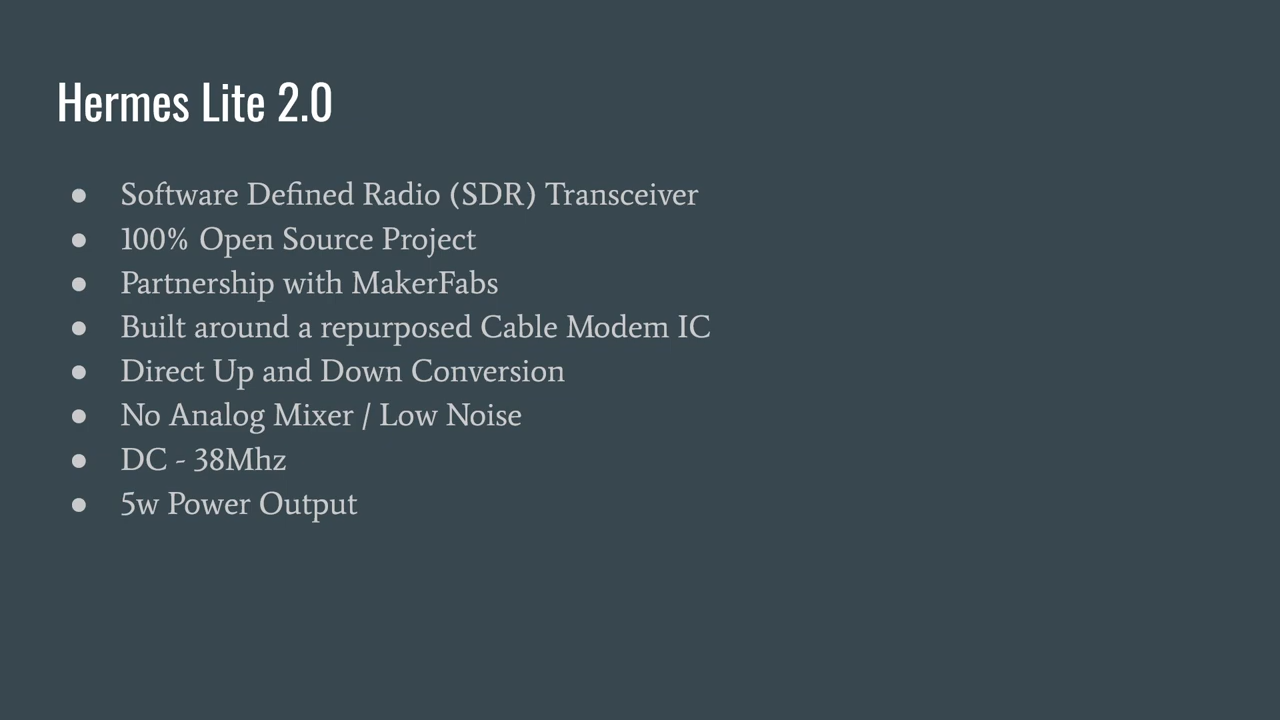 Hermes Lite 2.0
● Software Defined Radio (SDR) Transceiver
● 100% Open Source Project
● Partnership with MakerFabs
● Built around a repurposed Cable Modem IC
● Direct Up and Down Conversion
● No Analog Mixer / Low Noise
● DC - 38Mhz
● 5w Power Output